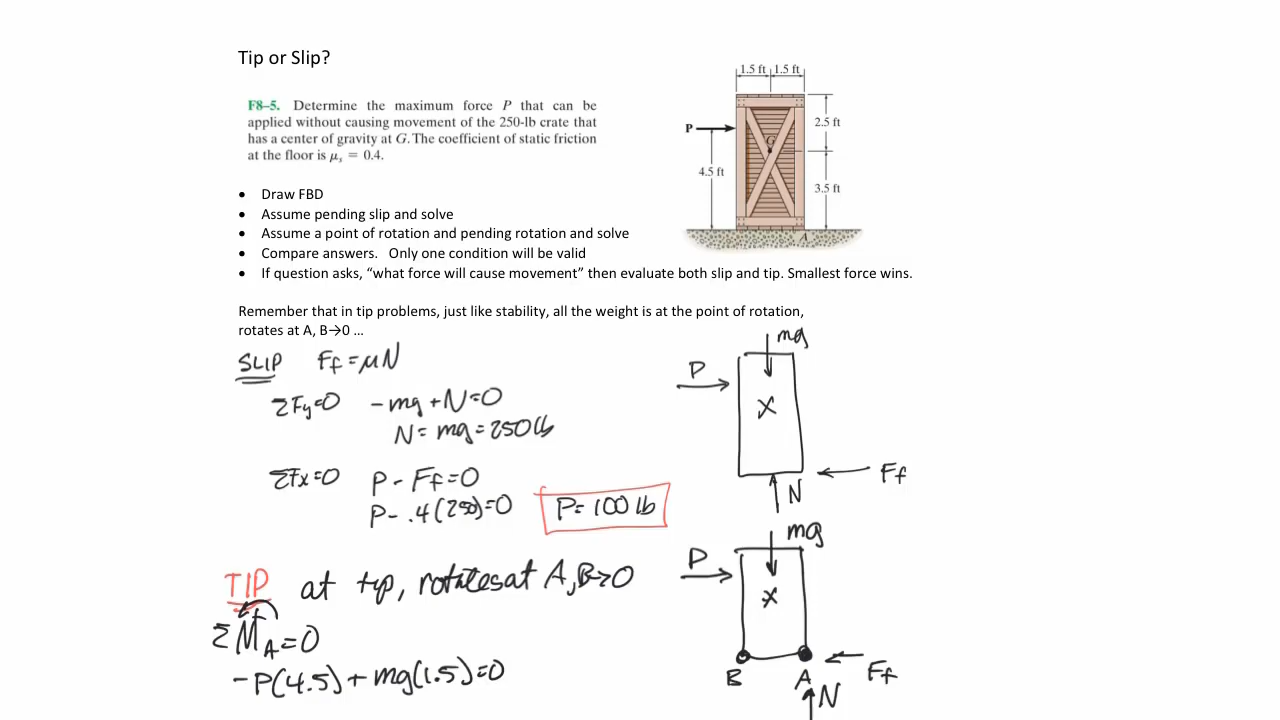 Tip or Slip?
F8–5. Determine the maximum force P that can be
applied without causing movement of the 250-lb crate that
has a center of gravity at G. The coefficient of static friction
at the floor is μs = 0.4.
1.5 ft 1.5 ft
P
G
2.5 ft
4.5 ft
3.5 ft
A
• Draw FBD
• Assume pending slip and solve
• Assume a point of rotation and pending rotation and solve
• Compare answers. Only one condition will be valid
• If question asks, “what force will cause movement” then evaluate both slip and tip. Smallest force wins.
Remember that in tip problems, just like stability, all the weight is at the point of rotation,
rotates at A, B→0 …
SLIP Ff = μN
ΣFy=0 -mg + N = 0
N = mg = 250 lb
ΣFx=0 P - Ff = 0
P - .4(250) = 0 P = 100 lb
mg
P
X
Ff
N
TIP at tip, rotates at A, B→0
ΣMA = 0
-P(4.5) + mg(1.5) = 0
mg
P
X
B A Ff
N